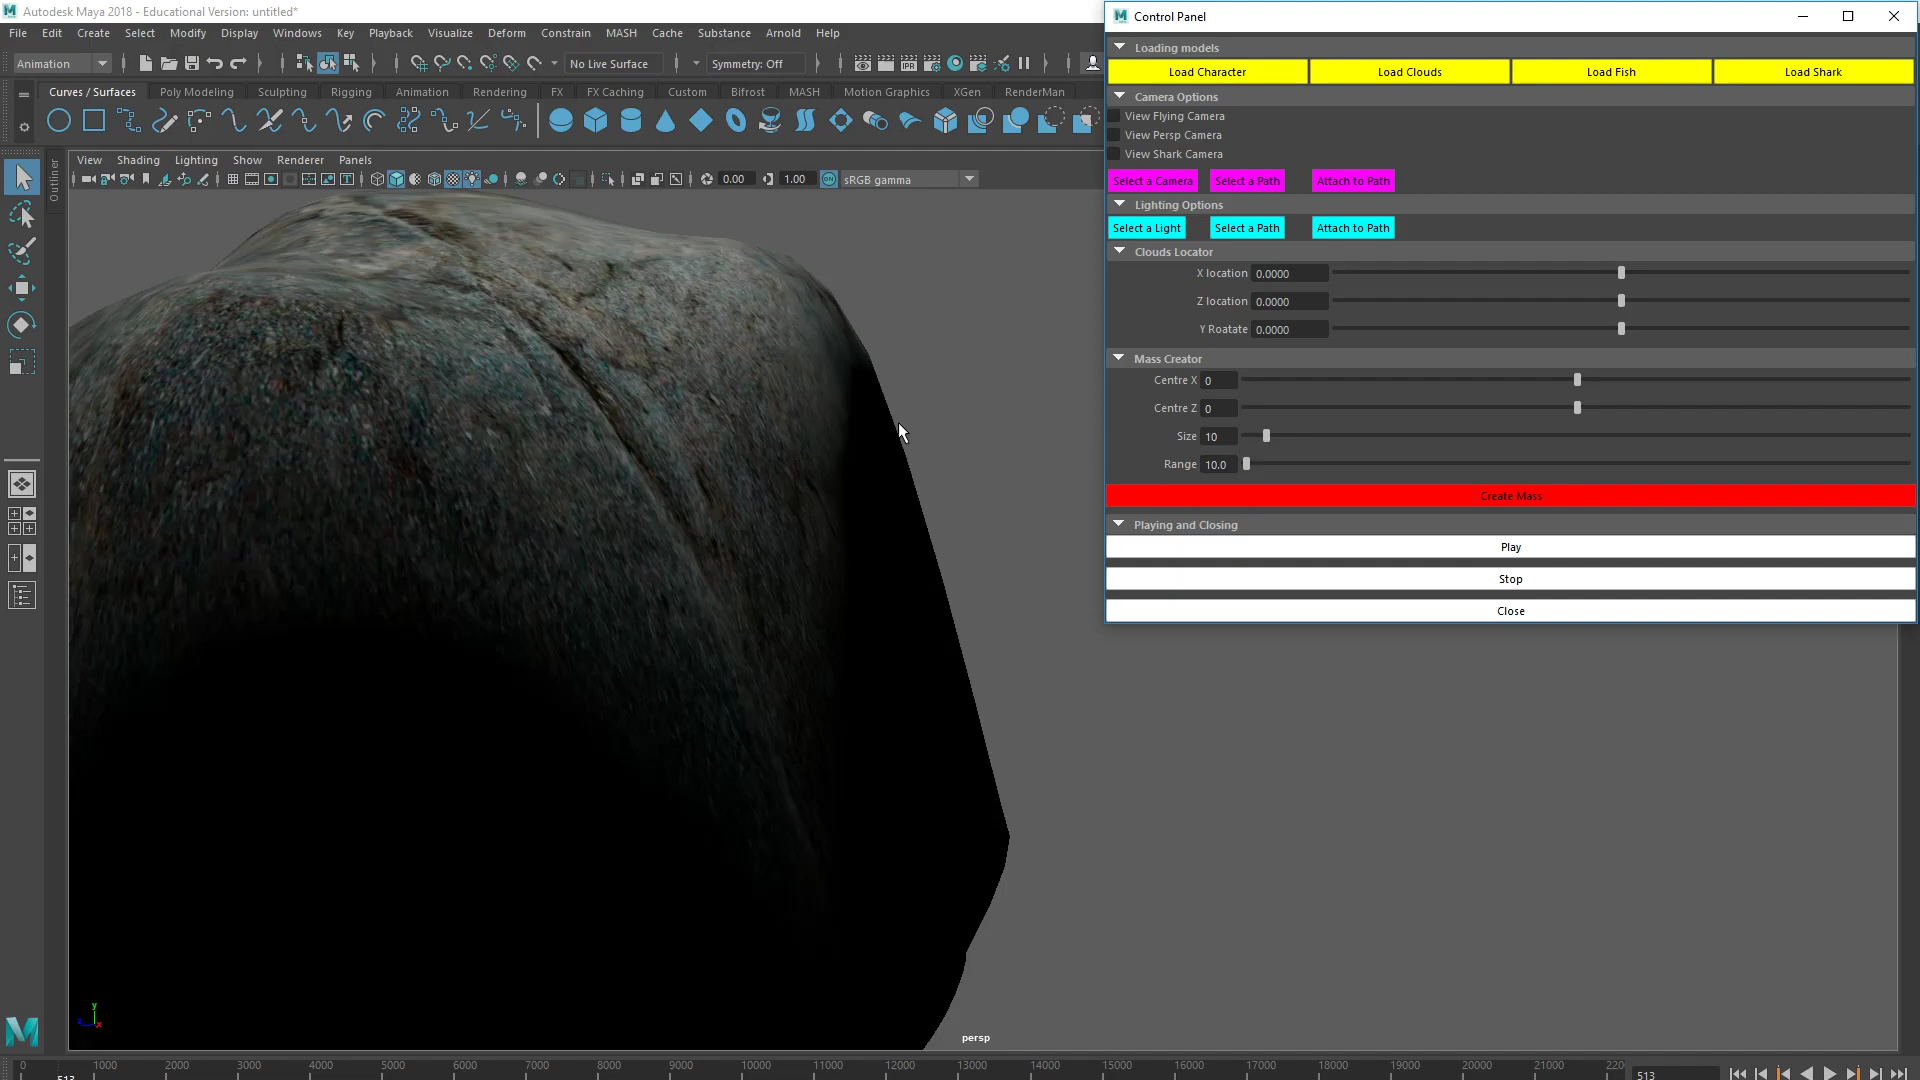 Autodesk Maya 2018 - Educational Version: untitled*
File Edit Create Select Modify Display Windows Key Playback Visualize Deform Constrain MASH Cache Substance Arnold Help
Animation No Live Surface Symmetry: Off
Curves / Surfaces Poly Modeling Sculpting Rigging Animation Rendering FX FX Caching Custom Bifrost MASH Motion Graphics XGen RenderMan
Outliner
View Shading Lighting Show Renderer Panels
0.00 1.00 sRGB gamma
Control Panel
Loading models
Load Character Load Clouds Load Fish Load Shark
Camera Options
View Flying Camera
View Persp Camera
View Shark Camera
Select a Camera Select a Path Attach to Path
Lighting Options
Select a Light Select a Path Attach to Path
Clouds Locator
X location 0.0000
Z location 0.0000
Y Roatate 0.0000
Mass Creator
Centre X 0
Centre Z 0
Size 10
Range 10.0
Create Mass
Playing and Closing
Play
Stop
Close
y
z x
persp
0 1000 2000 3000 4000 5000 6000 7000 8000 9000 10000 11000 12000 13000 14000 15000 16000 17000 18000 19000 20000 21000 220
513 513